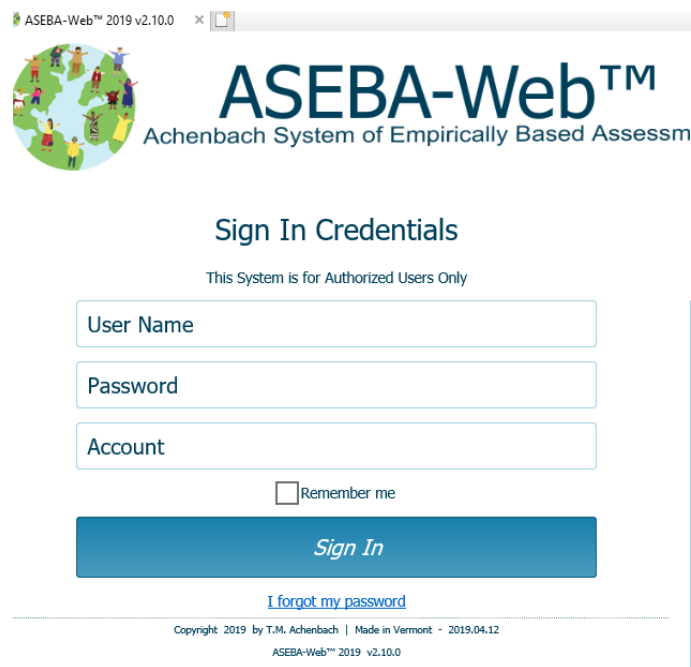 ASEBA-Web™ 2019 v2.10.0
ASEBA-Web™
Achenbach System of Empirically Based Assessm
Sign In Credentials
This System is for Authorized Users Only
User Name
Password
Account
Remember me
Sign In
I forgot my password
Copyright 2019 by T.M. Achenbach | Made in Vermont - 2019.04.12
ASEBA-Web™ 2019 v2.10.0